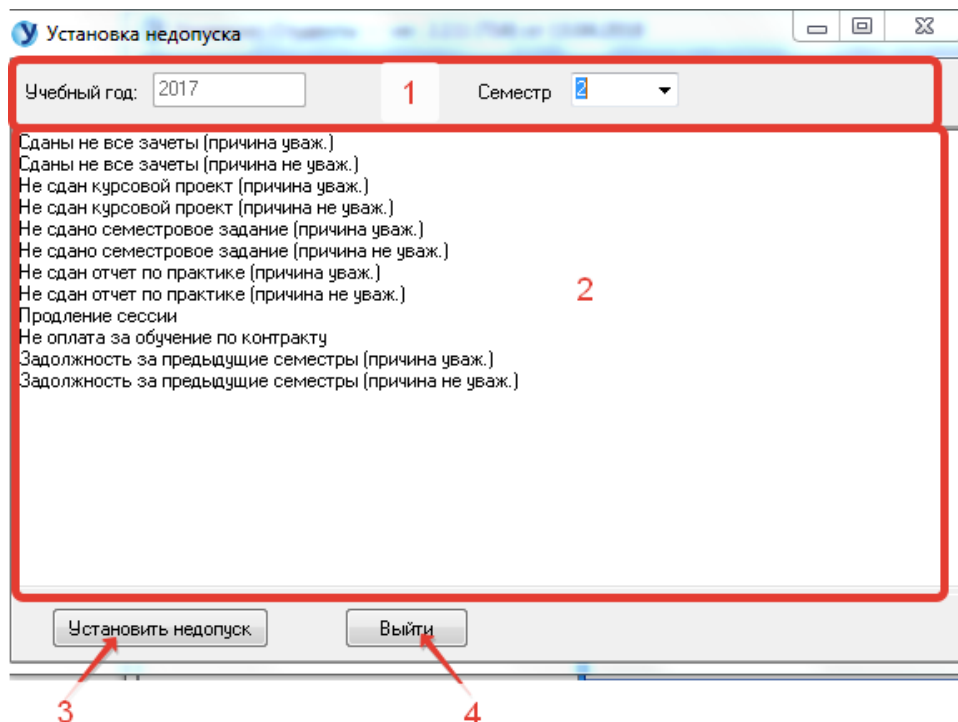 Установка недопуска
Учебный год: 2017 1 Семестр 2
Сданы не все зачеты (причина уваж.)
Сданы не все зачеты (причина не уваж.)
Не сдан курсовой проект (причина уваж.)
Не сдан курсовой проект (причина не уваж.)
Не сдано семестровое задание (причина уваж.)
Не сдано семестровое задание (причина не уваж.)
Не сдан отчет по практике (причина уваж.)
Не сдан отчет по практике (причина не уваж.)
2
Продление сессии
Не оплата за обучение по контракту
Задолжность за предыдущие семестры (причина уваж.)
Задолжность за предыдущие семестры (причина не уваж.)
Установить недопуск Выйти
3 4